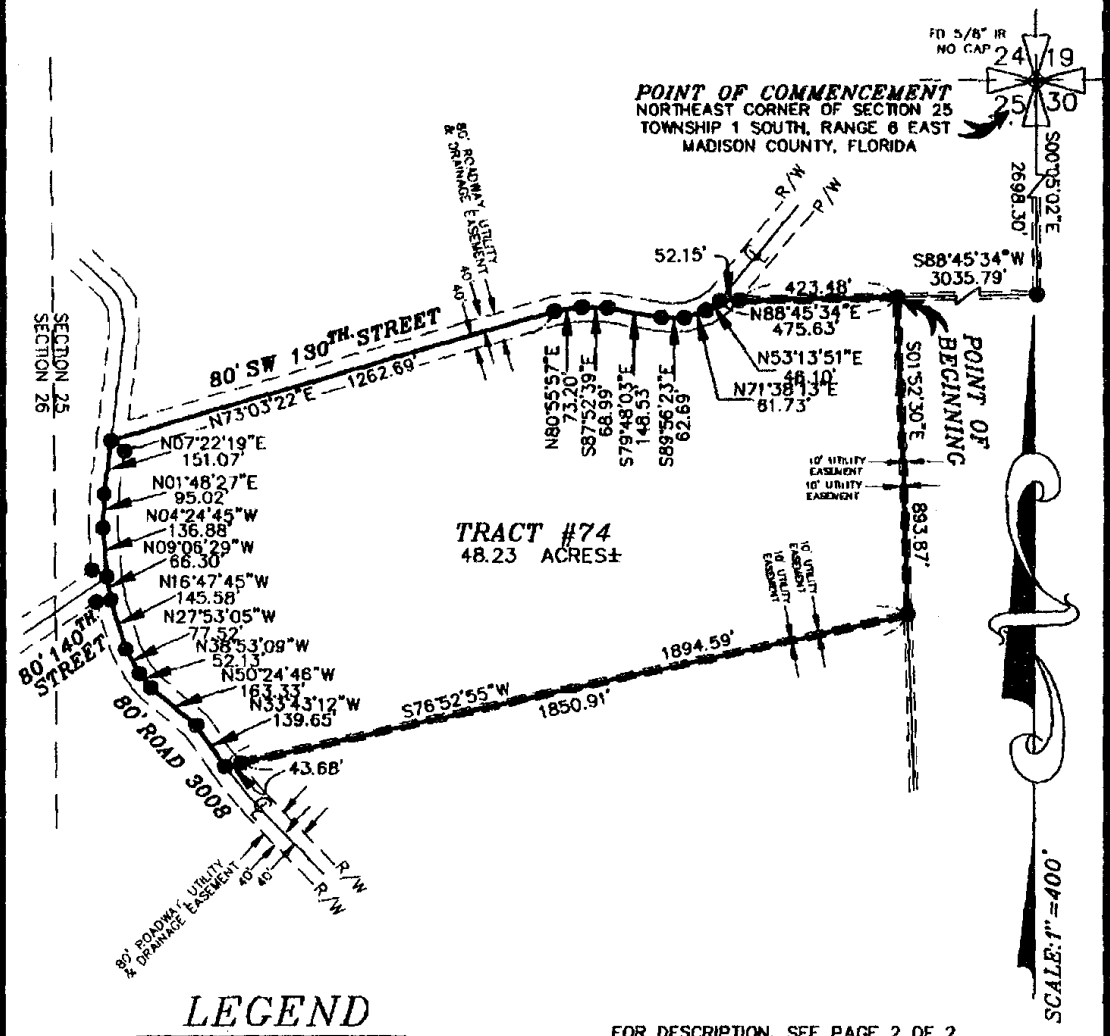 FD 5/8" IR
NO CAP
24 19
25 30
POINT OF COMMENCEMENT
NORTHEAST CORNER OF SECTION 25
TOWNSHIP 1 SOUTH, RANGE 6 EAST
MADISON COUNTY, FLORIDA
S00°05'02"E
2698.30'
S88°45'34"W
3035.79'
80' ROADWAY, UTILITY
& DRAINAGE EASEMENT
40'
40'
R/W
P/W
52.15'
423.48'
N88°45'34"E
475.63'
N53°13'51"E
46.10'
N71°38'13"E
61.73'
POINT OF
BEGINNING
SECTION 25
SECTION 26
80' SW 130TH. STREET
N73°03'22"E
1262.69'
N80°55'57"E
73.20'
S87°52'39"E
68.99'
S79°48'03"E
148.53'
S89°56'23"E
62.69'
S01°52'30"E
893.87'
10' UTILITY
EASEMENT
10' UTILITY
EASEMENT
N07°22'19"E
151.07'
N01°48'27"E
95.02'
N04°24'45"W
136.88'
N09°06'29"W
66.30'
N16°47'45"W
145.58'
N27°53'05"W
77.52'
N38°53'09"W
52.13'
N50°24'46"W
163.33'
N33°43'12"W
139.65'
TRACT #74
48.23 ACRES±
10' UTILITY
EASEMENT
10' UTILITY
EASEMENT
80' 140TH.
STREET
80' ROAD 3008
1894.59'
S76°52'55"W
1850.91'
43.68'
80' ROADWAY, UTILITY
& DRAINAGE EASEMENT
40'
40'
R/W
R/W
SCALE:1"=400'
LEGEND
FOR DESCRIPTION, SEE PAGE 2 OF 2